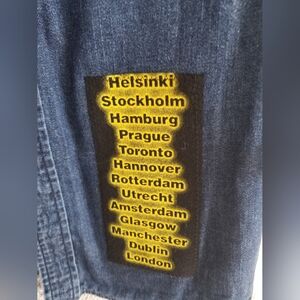 Helsinki
Stockholm
Hamburg
Prague
Toronto
Hannover
Rotterdam
Utrecht
Amsterdam
Glasgow
Manchester
Dublin
London